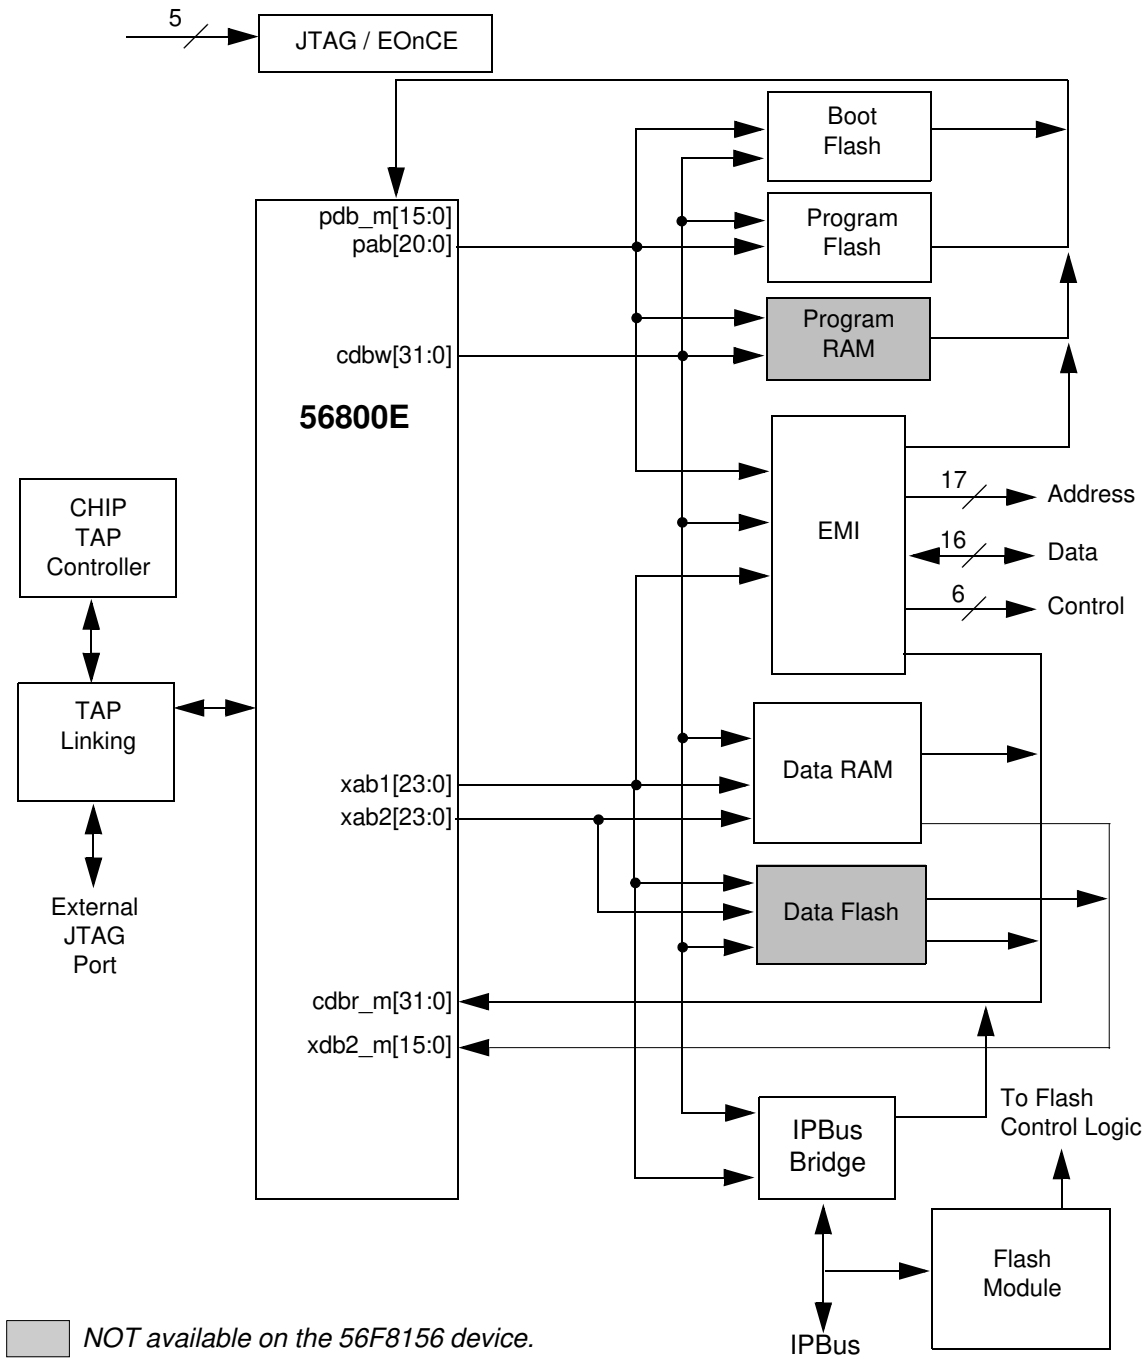 5
JTAG / EOnCE
Boot
Flash
pdb_m[15:0]
pab[20:0]
Program
Flash
Program
RAM
cdbw[31:0]
56800E
CHIP
TAP
Controller
EMI
17
Address
16
Data
6
Control
TAP
Linking
Data RAM
xab1[23:0]
xab2[23:0]
Data Flash
External
JTAG
Port
cdbr_m[31:0]
xdb2_m[15:0]
To Flash
Control Logic
IPBus
Bridge
Flash
Module
NOT available on the 56F8156 device.
IPBus